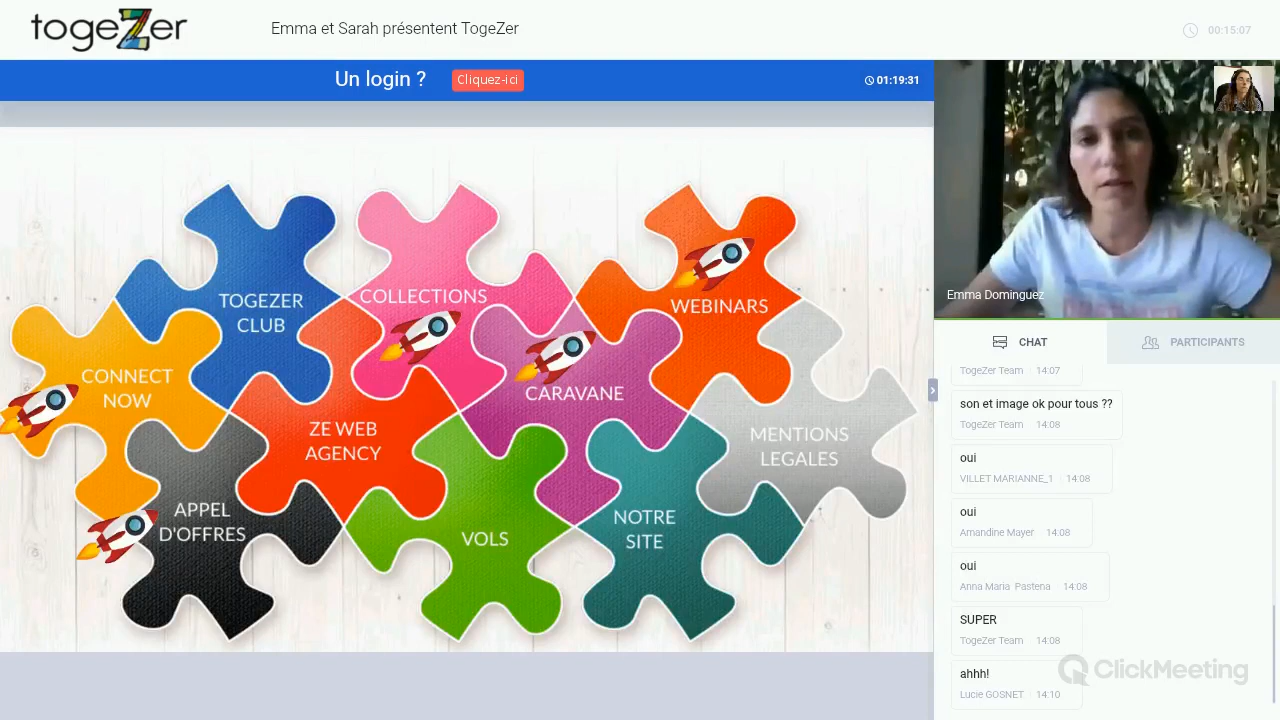 togeZer
Emma et Sarah présentent TogeZer
00:15:07
Un login ?
Cliquez-ici
01:19:31
TOGEZER
CLUB
COLLECTIONS
WEBINARS
CONNECT
NOW
CARAVANE
ZE WEB
AGENCY
MENTIONS
LEGALES
APPEL
D'OFFRES
VOLS
NOTRE
SITE
Emma Dominguez
CHAT
PARTICIPANTS
TogeZer Team 14:07
son et image ok pour tous ??
TogeZer Team 14:08
oui
VILLET MARIANNE_1 14:08
oui
Amandine Mayer 14:08
oui
Anna Maria Pastena 14:08
SUPER
TogeZer Team 14:08
ahhh!
Lucie GOSNET 14:10
ClickMeeting